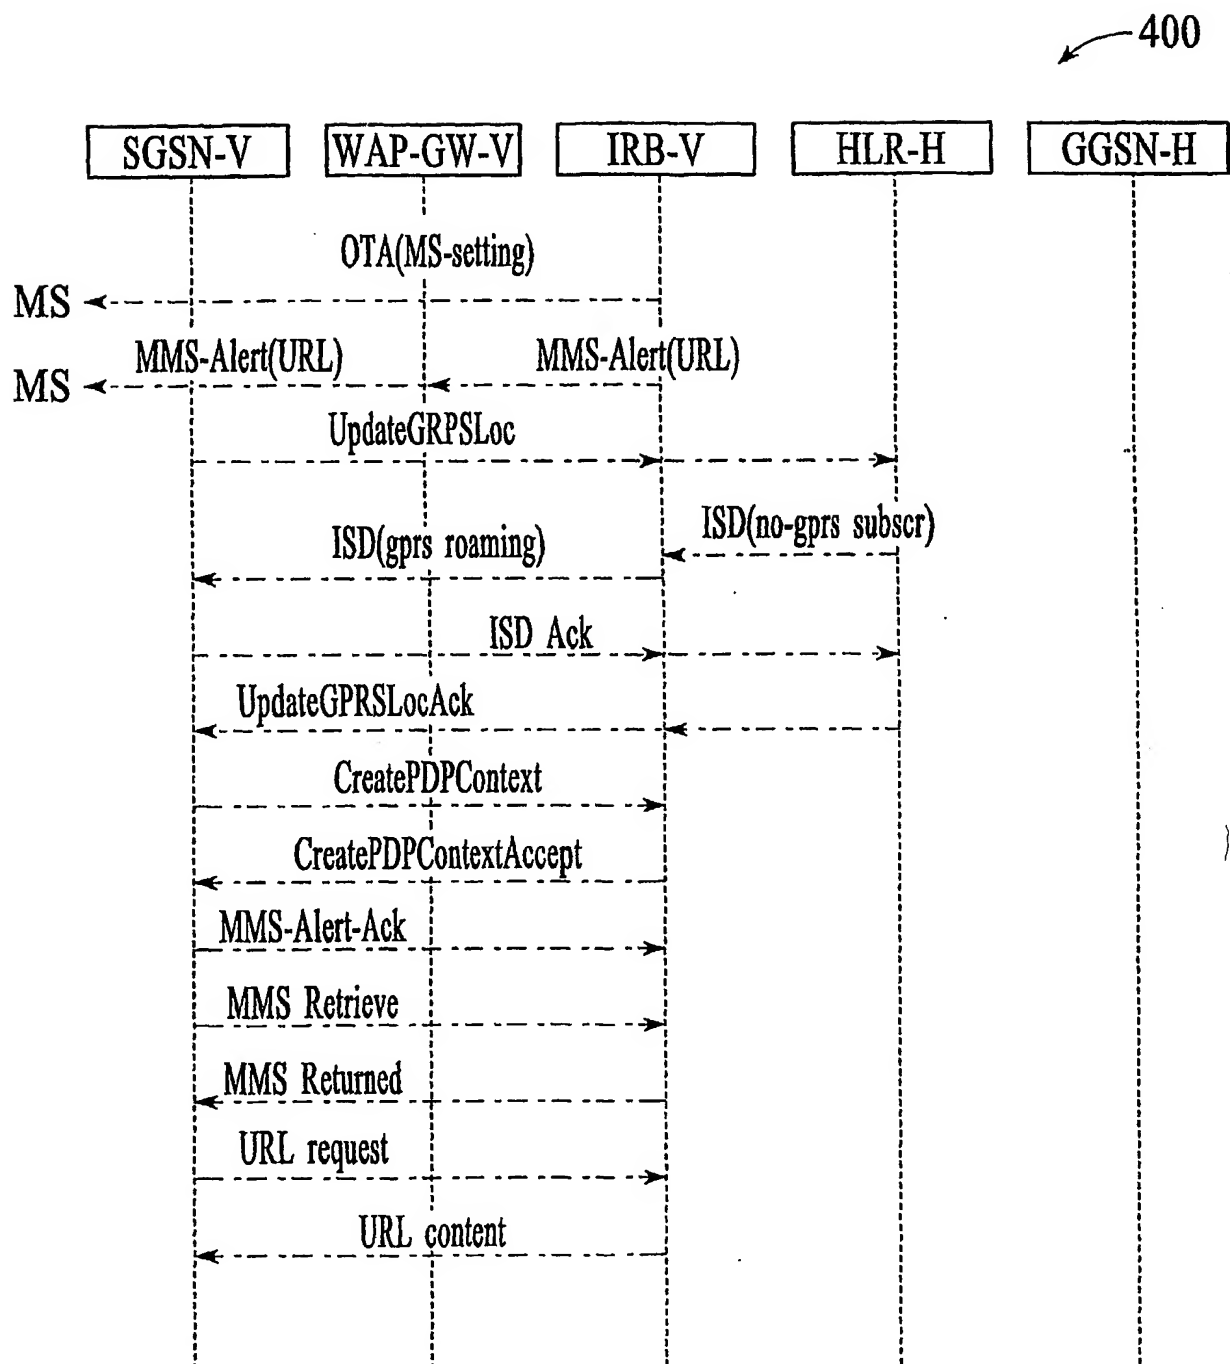 400
SGSN-V WAP-GW-V IRB-V HLR-H GGSN-H
OTA(MS-setting)
MS
MMS-Alert(URL) MMS-Alert(URL)
MS
UpdateGRPSLoc
ISD(no-gprs subscr)
ISD(gprs roaming)
ISD Ack
UpdateGPRSLocAck
CreatePDPContext
CreatePDPContextAccept
MMS-Alert-Ack
MMS Retrieve
MMS Returned
URL request
URL content